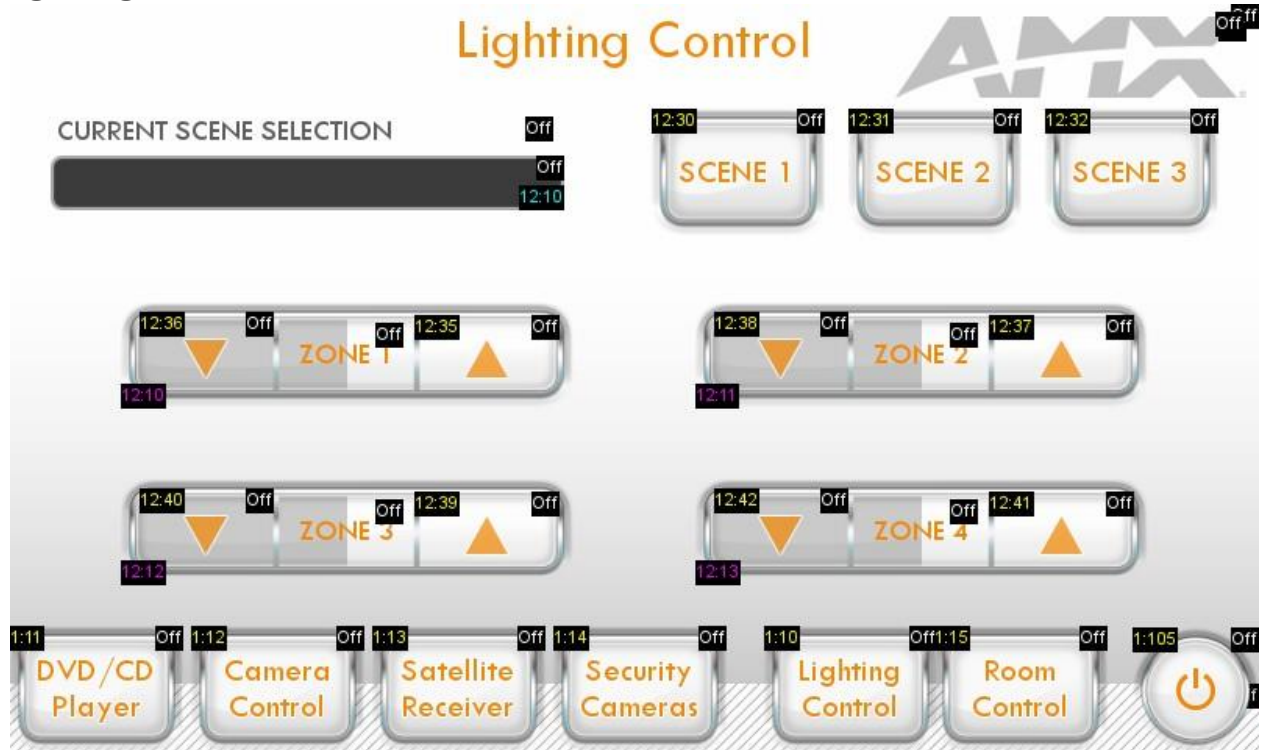 Lighting Control
AMX
Off
CURRENT SCENE SELECTION Off
Off
12:10
12:30 Off
SCENE 1
12:31 Off
SCENE 2
12:32 Off
SCENE 3
12:36 Off Off 12:35 Off
ZONE 1
12:10
12:38 Off Off 12:37 Off
ZONE 2
12:11
12:40 Off Off 12:39 Off
ZONE 3
12:12
12:42 Off Off 12:41 Off
ZONE 4
12:13
1:11 Off
DVD/CD
Player
1:12 Off
Camera
Control
1:13 Off
Satellite
Receiver
1:14 Off
Security
Cameras
1:10 Off
Lighting
Control
1:15 Off
Room
Control
1:105 Off